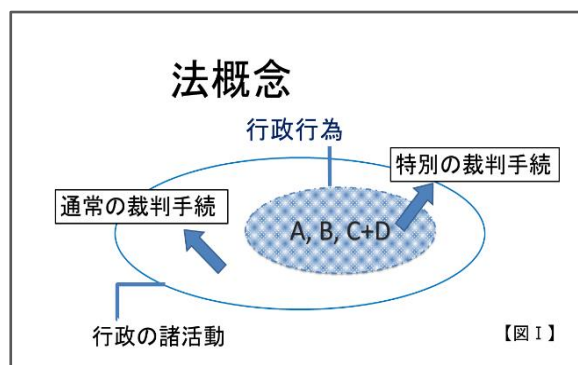 法概念
行政行為
特別の裁判手続
通常の裁判手続
A, B, C+D
行政の諸活動
【図Ⅰ】